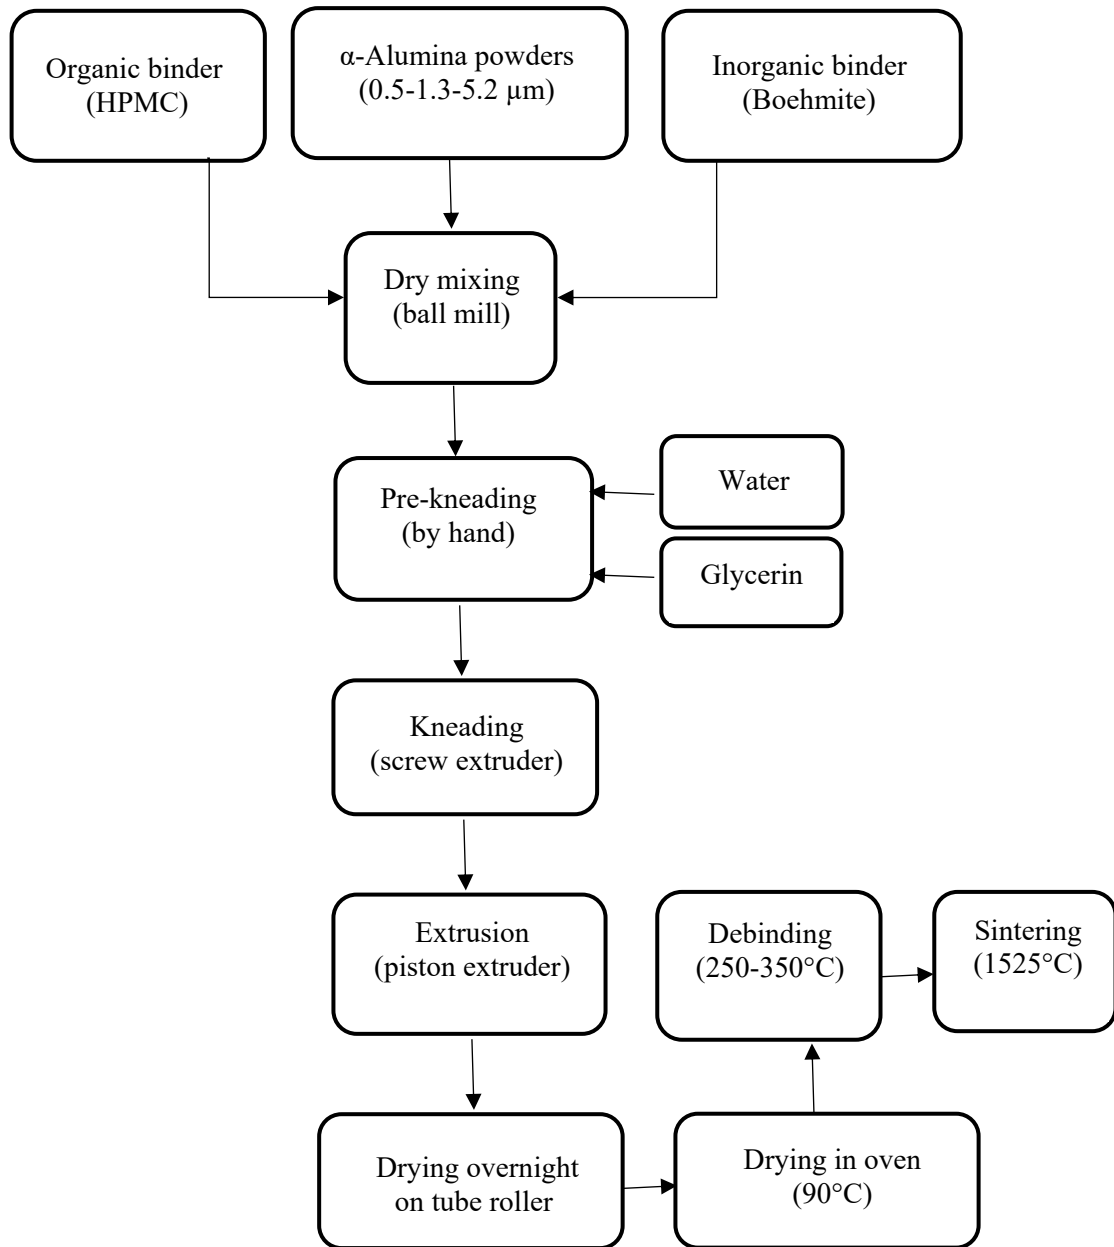 Organic binder
(HPMC)
α-Alumina powders
(0.5-1.3-5.2 µm)
Inorganic binder
(Boehmite)
Dry mixing
(ball mill)
Pre-kneading
(by hand)
Water
Glycerin
Kneading
(screw extruder)
Extrusion
(piston extruder)
Debinding
(250-350°C)
Sintering
(1525°C)
Drying overnight
on tube roller
Drying in oven
(90°C)